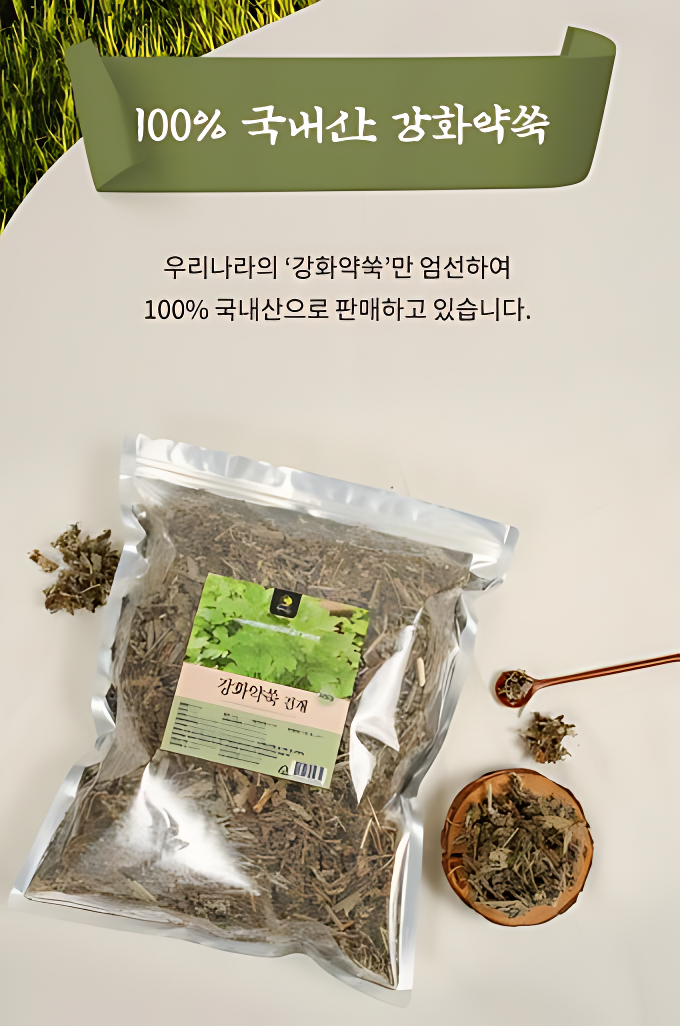 100% 국내산 강화약쑥
우리나라의 ‘강화약쑥’만 엄선하여
100% 국내산으로 판매하고 있습니다.
강화약쑥 건재